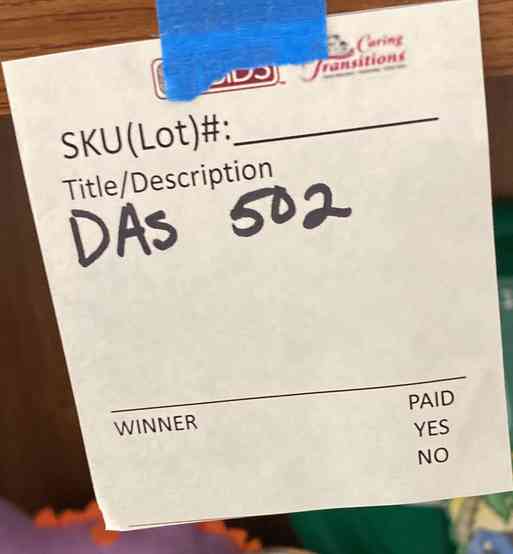 Caring
Transitions
SKU(Lot)#:
Title/Description
DAs 502
WINNER
PAID
YES
NO